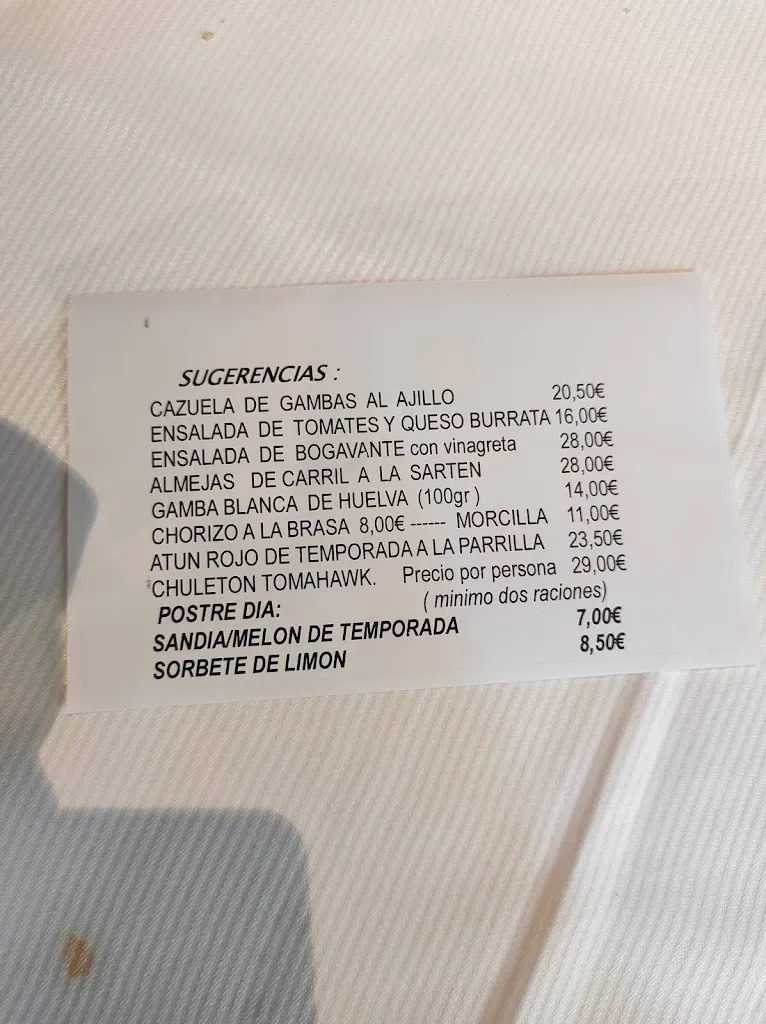 SUGERENCIAS :
CAZUELA DE GAMBAS AL AJILLO 20,50€
ENSALADA DE TOMATES Y QUESO BURRATA 16,00€
ENSALADA DE BOGAVANTE con vinagreta 28,00€
ALMEJAS DE CARRIL A LA SARTEN 28,00€
GAMBA BLANCA DE HUELVA (100gr) 14,00€
CHORIZO A LA BRASA 8,00€ ------ MORCILLA 11,00€
ATUN ROJO DE TEMPORADA A LA PARRILLA 23,50€
CHULETON TOMAHAWK. Precio por persona 29,00€
POSTRE DIA: ( minimo dos raciones)
SANDIA/MELON DE TEMPORADA 7,00€
SORBETE DE LIMON 8,50€